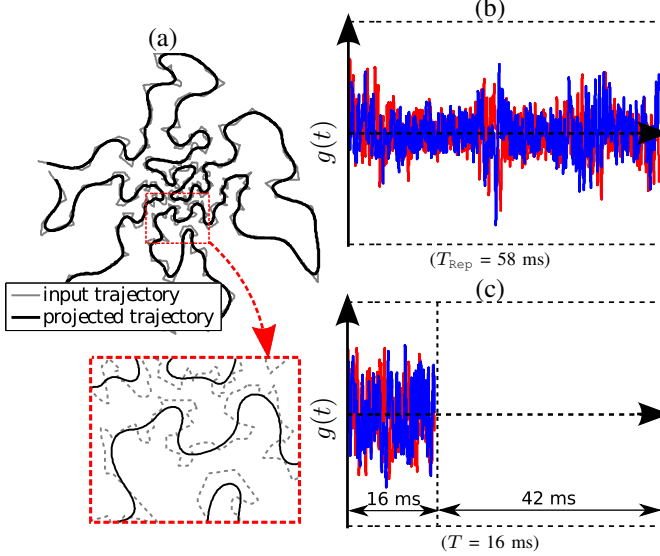 (a)
input trajectory
projected trajectory
(b)
g(t)
(T_Rep = 58 ms)
(c)
g(t)
16 ms
42 ms
(T = 16 ms)